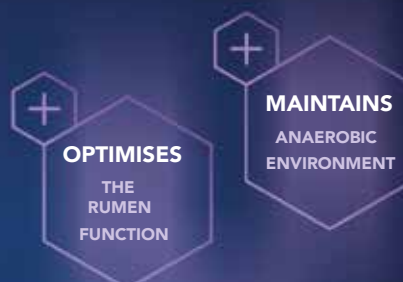 OPTIMISES
THE
RUMEN
FUNCTION
MAINTAINS
ANAEROBIC
ENVIRONMENT